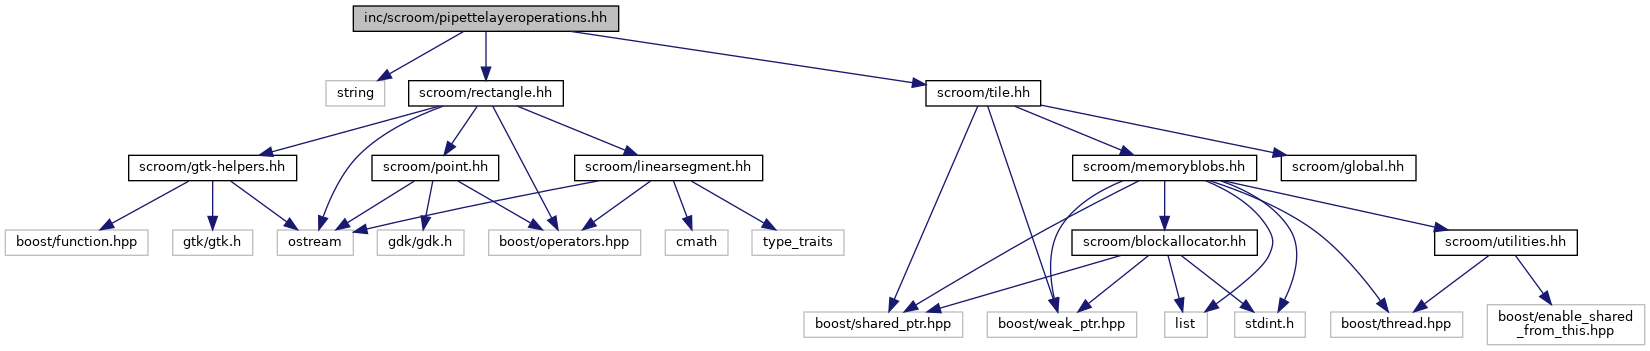 inc/scroom/pipettelayeroperations.hh
string
scroom/rectangle.hh
scroom/tile.hh
scroom/gtk-helpers.hh
scroom/point.hh
scroom/linearsegment.hh
scroom/memoryblobs.hh
scroom/global.hh
boost/function.hpp
gtk/gtk.h
ostream
gdk/gdk.h
boost/operators.hpp
cmath
type_traits
scroom/blockallocator.hh
scroom/utilities.hh
boost/shared_ptr.hpp
boost/weak_ptr.hpp
list
stdint.h
boost/thread.hpp
boost/enable_shared
_from_this.hpp